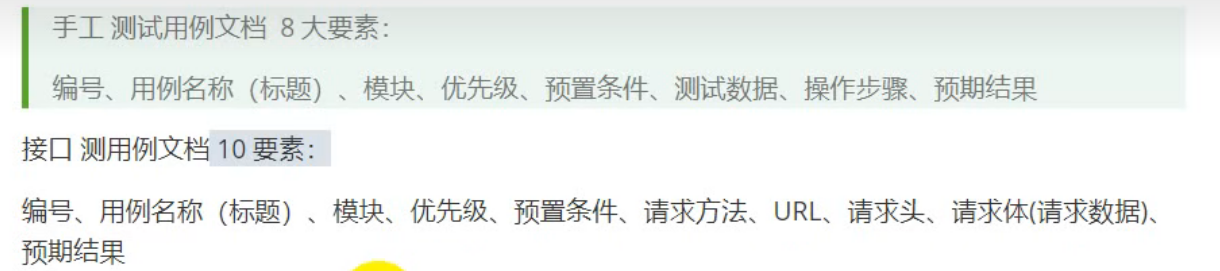 手工 测试用例文档 8 大要素：
编号、用例名称（标题）、模块、优先级、预置条件、测试数据、操作步骤、预期结果
接口 测用例文档 10 要素：
编号、用例名称（标题）、模块、优先级、预置条件、请求方法、URL、请求头、请求体(请求数据)、
预期结果